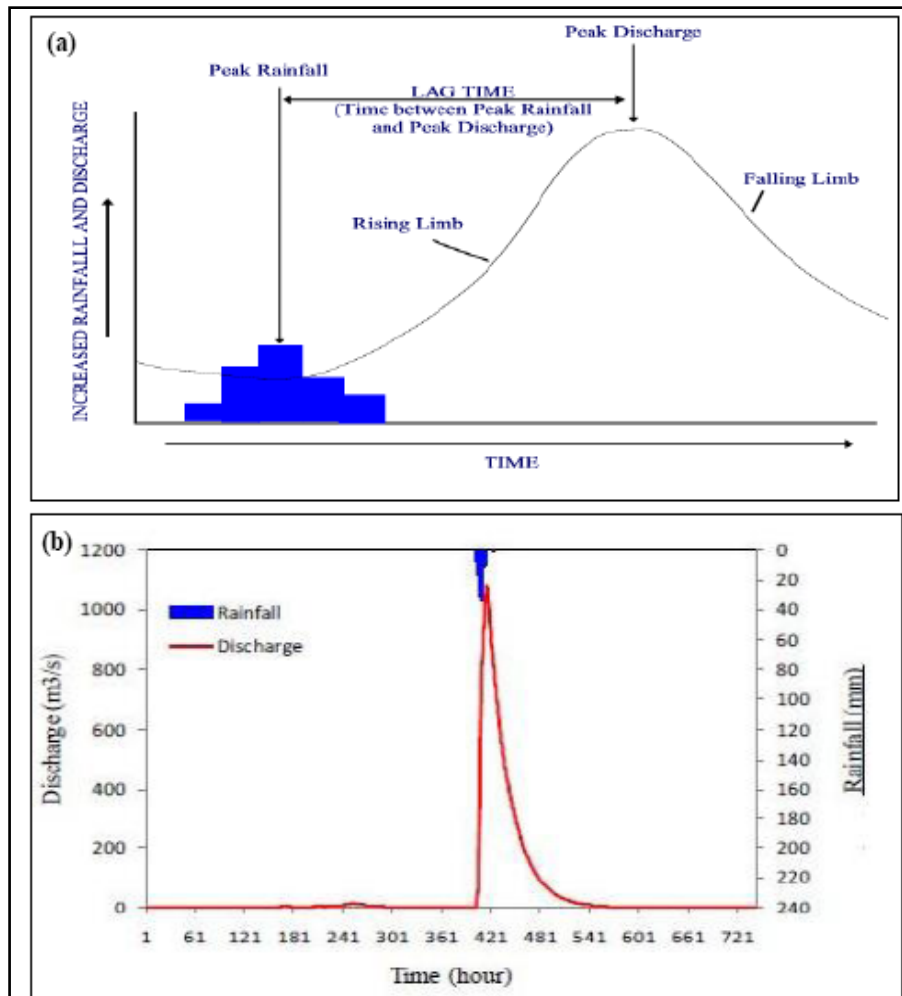 (a)
Peak Discharge
Peak Rainfall
LAG TIME
(Time between Peak Rainfall
and Peak Discharge)
Falling Limb
Rising Limb
INCREASED RAINFALLL AND DISCHARGE
TIME
(b)
1200
1000
800
600
400
200
0
Discharge (m3/s)
Rainfall
Discharge
0
20
40
60
80
100
120
140
160
180
200
220
240
Rainfall (mm)
1 61 121 181 241 301 361 421 481 541 601 661 721
Time (hour)